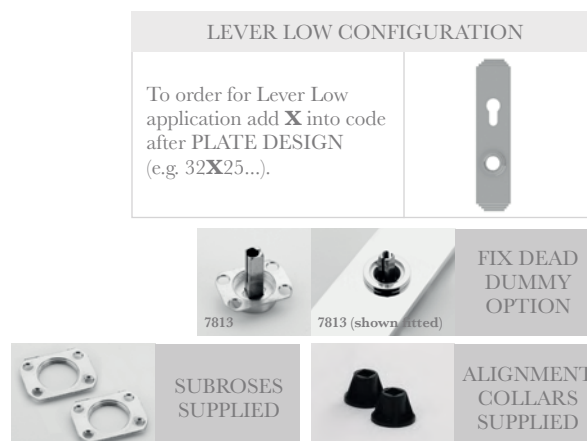 LEVER LOW CONFIGURATION
To order for Lever Low
application add X into code
after PLATE DESIGN
(e.g. 32X25...).
7813
7813 (shown fitted)
FIX DEAD
DUMMY
OPTION
SUBROSES
SUPPLIED
ALIGNMENT
COLLARS
SUPPLIED